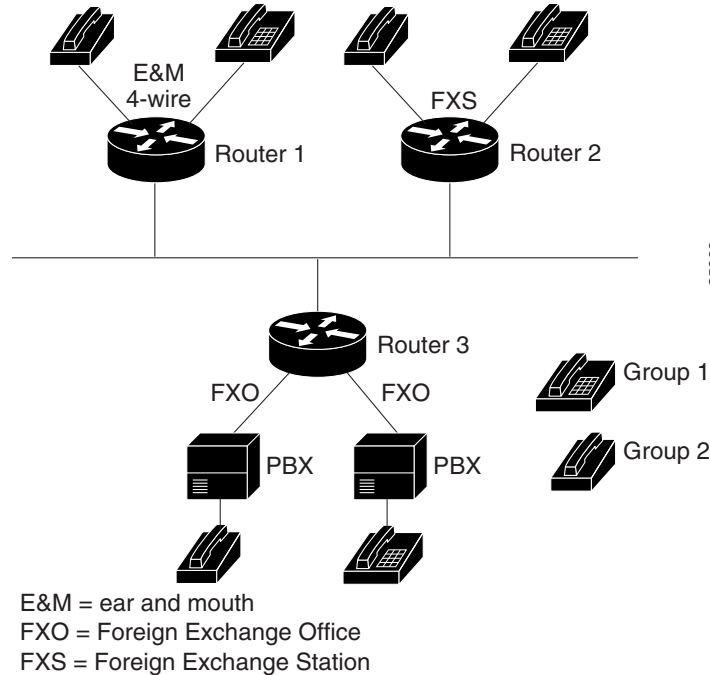 E&M
4-wire
FXS
Router 1
Router 2
Router 3
FXO
FXO
Group 1
PBX
PBX
Group 2
E&M = ear and mouth
FXO = Foreign Exchange Office
FXS = Foreign Exchange Station